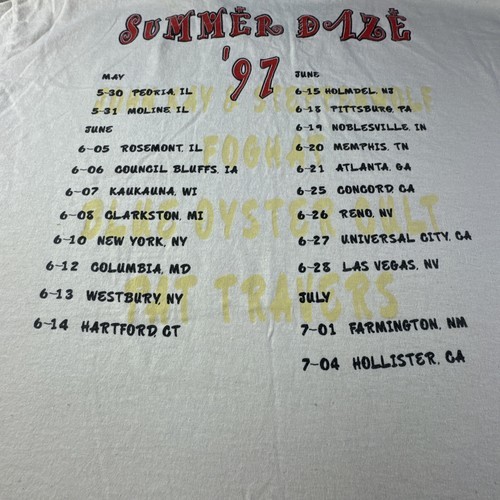 SUMMER DAZE
'97
MAY
5-30 PEORIA, IL
5-31 MOLINE IL
JUNE
6-05 ROSEMONT, IL
6-06 COUNCIL BLUFFS, IA
6-07 KAUKAUNA, WI
6-08 CLARKSTON, MI
6-10 NEW YORK, NY
6-12 COLUMBIA, MD
6-13 WESTBURY, NY
6-14 HARTFORD, CT
JUNE
6-15 HOLMDEL, NJ
6-18 PITTSBURG, PA
6-19 NOBLESVILLE, IN
6-20 MEMPHIS, TN
6-21 ATLANTA, GA
6-25 CONCORD, CA
6-26 RENO, NV
6-27 UNIVERSAL CITY, CA
6-28 LAS VEGAS, NV
JULY
7-01 FARMINGTON, NM
7-04 HOLLISTER, CA
FOGHAT
BLUE OYSTER CULT
PAT TRAVERS